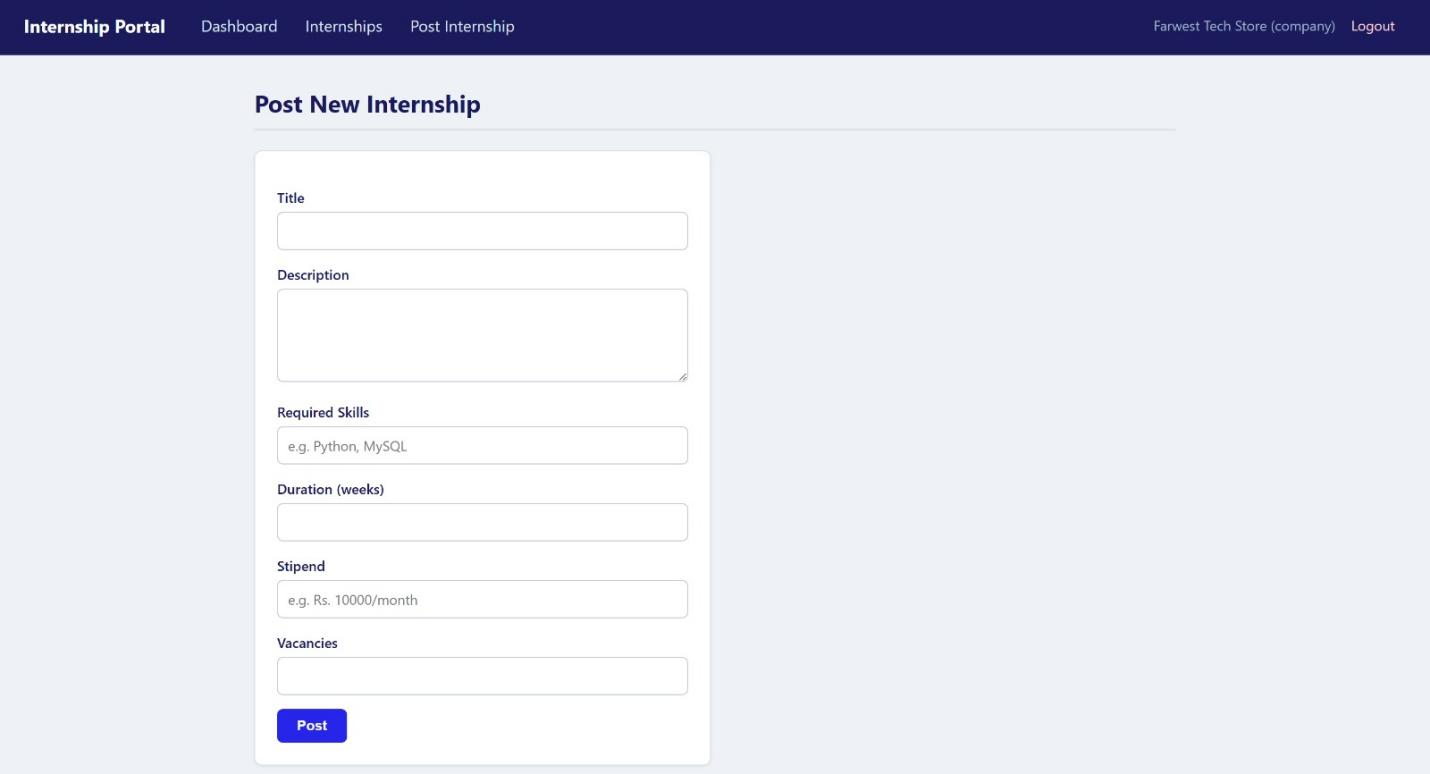 Internship Portal Dashboard Internships Post Internship Farwest Tech Store (company) Logout
Post New Internship
Title
Description
Required Skills
e.g. Python, MySQL
Duration (weeks)
Stipend
e.g. Rs. 10000/month
Vacancies
Post